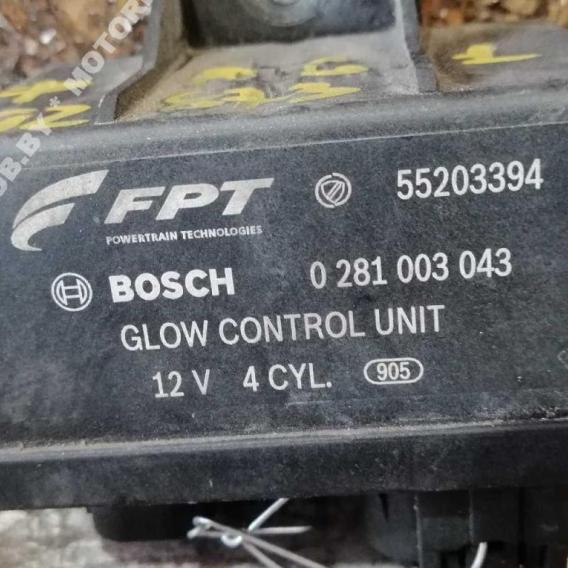 FPT
POWERTRAIN TECHNOLOGIES
55203394
BOSCH
0 281 003 043
GLOW CONTROL UNIT
12 V 4 CYL. 905